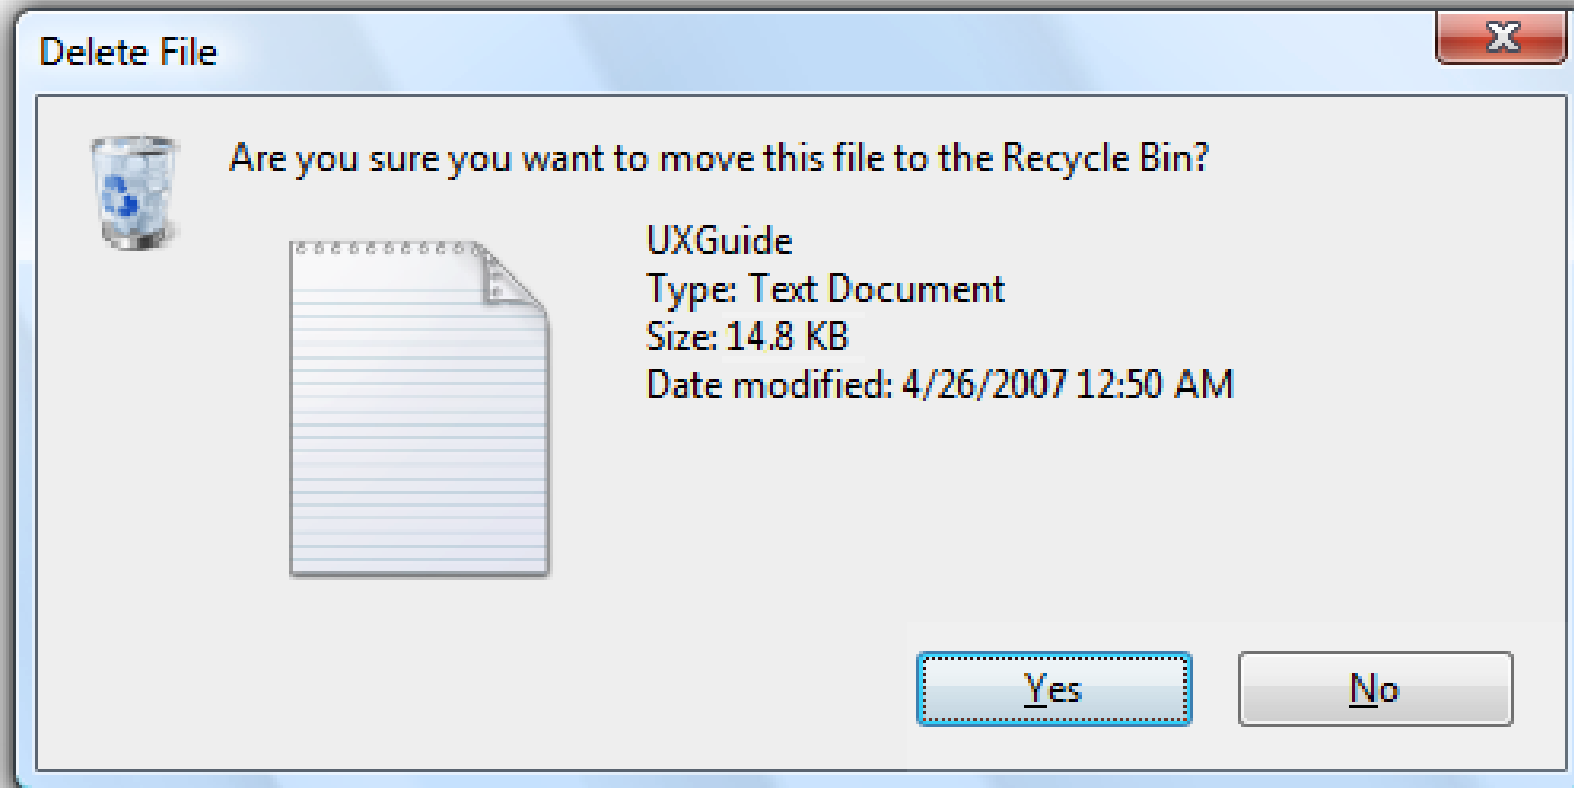 Delete File
Are you sure you want to move this file to the Recycle Bin?
UXGuide
Type: Text Document
Size: 14.8 KB
Date modified: 4/26/2007 12:50 AM
Yes
No